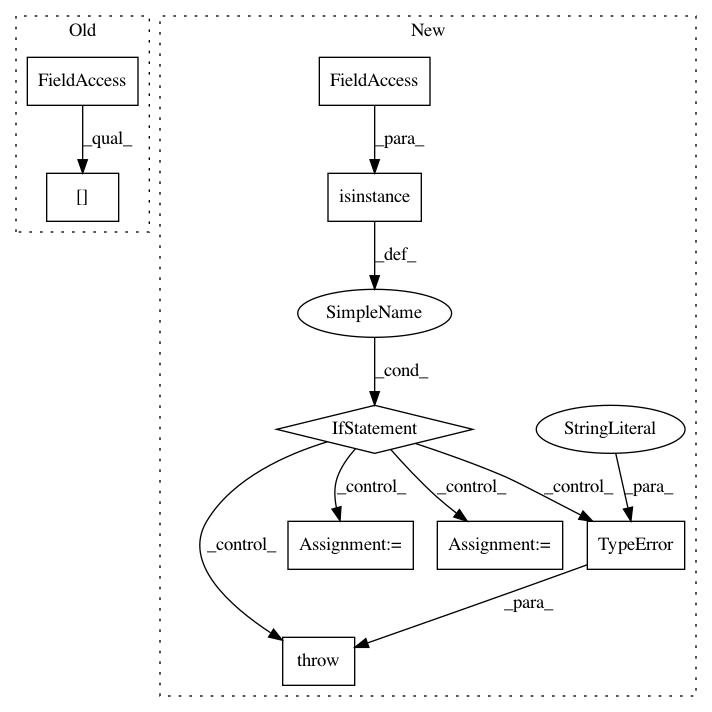 Old
New
FieldAccess
FieldAccess
_qual_
_para_
[]
isinstance
_def_
SimpleName
_cond_
IfStatement
StringLiteral
_control_
_control_
_control_
_para_
_control_
Assignment:=
Assignment:=
TypeError
_para_
throw